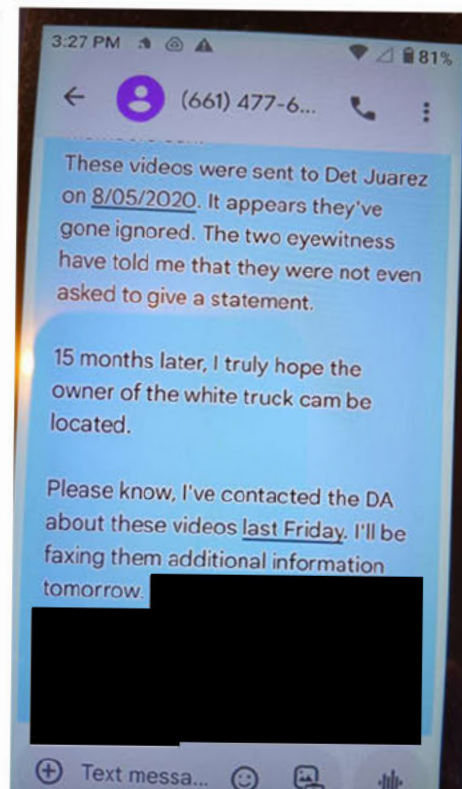 3:27 PM
81%
(661) 477-6...
These videos were sent to Det Juarez
on 8/05/2020. It appears they've
gone ignored. The two eyewitness
have told me that they were not even
asked to give a statement.
15 months later, I truly hope the
owner of the white truck cam be
located.
Please know, I've contacted the DA
about these videos last Friday. I'll be
faxing them additional information
tomorrow.
Text messa...